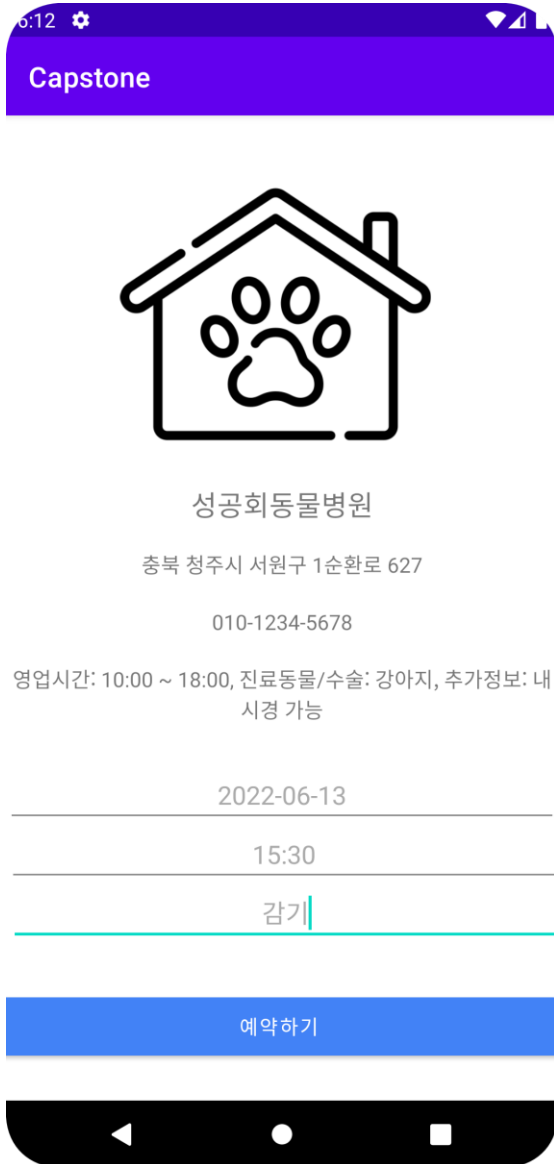 6:12
Capstone
성공회동물병원
충북 청주시 서원구 1순환로 627
010-1234-5678
영업시간: 10:00 ~ 18:00, 진료동물/수술: 강아지, 추가정보: 내
시경 가능
2022-06-13
15:30
감기
예약하기